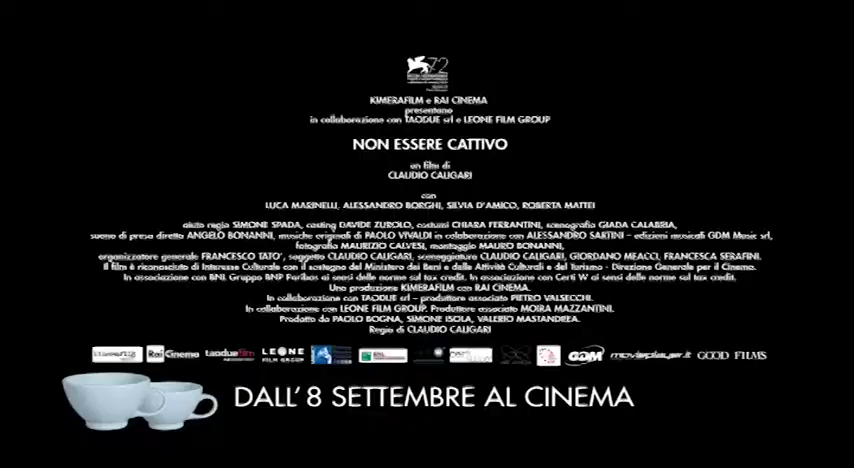 72
KIMERAFILM e RAI CINEMA
presentano
in collaborazione con TAODUE srl e LEONE FILM GROUP
NON ESSERE CATTIVO
un film di
CLAUDIO CALIGARI
con
LUCA MARINELLI, ALESSANDRO BORGHI, SILVIA D'AMICO, ROBERTA MATTEI
aiuto regia SIMONE SPADA, casting DAVIDE ZUROLO, costumi CHIARA FERRANTINI, scenografia GIADA CALABRIA,
suono di presa diretta ANGELO BONANNI, musiche originali di PAOLO VIVALDI in collaborazione con ALESSANDRO SARTINI – edizioni musicali GDM Music srl,
fotografia MAURIZIO CALVESI, montaggio MAURO BONANNI,
organizzatore generale FRANCESCO TATO', soggetto CLAUDIO CALIGARI, sceneggiatura CLAUDIO CALIGARI, GIORDANO MEACCI, FRANCESCA SERAFINI.
Il film è riconosciuto di Interesse Culturale con il sostegno del Ministero dei Beni e delle Attività Culturali e del Turismo - Direzione Generale per il Cinema.
In associazione con BNL Gruppo BNP Paribas ai sensi delle norme sul tax credit. In associazione con Certi W ai sensi delle norme sul tax credit.
Una produzione KIMERAFILM con RAI CINEMA.
In collaborazione con TAODUE srl – produttore associato PIETRO VALSECCHI.
In collaborazione con LEONE FILM GROUP. Produttore associato MOIRA MAZZANTINI.
Prodotto da PAOLO BOGNA, SIMONE ISOLA, VALERIO MASTANDREA.
Regia di CLAUDIO CALIGARI
kimerafilm Rai Cinema taodue film LEONE FILM GROUP BNL GDM movieplayer.it GOOD FILMS
DALL'8 SETTEMBRE AL CINEMA